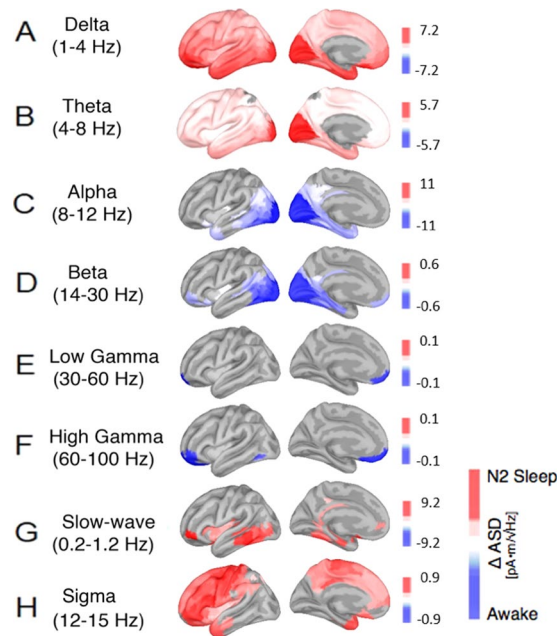 A Delta (1-4 Hz) 7.2 -7.2
B Theta (4-8 Hz) 5.7 -5.7
C Alpha (8-12 Hz) 11 -11
D Beta (14-30 Hz) 0.6 -0.6
E Low Gamma (30-60 Hz) 0.1 -0.1
F High Gamma (60-100 Hz) 0.1 -0.1
G Slow-wave (0.2-1.2 Hz) 9.2 -9.2
H Sigma (12-15 Hz) 0.9 -0.9
N2 Sleep
Δ ASD
[pA·m/√Hz]
Awake